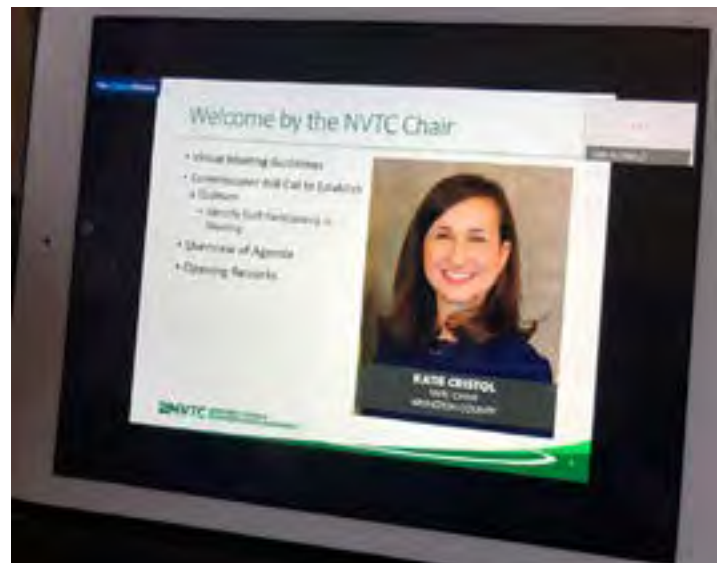 Welcome by the NVTC Chair
• Virtual Meeting Guidelines
• Commissioner Roll Call to Establish
a Quorum
• Identify Staff Participating in
Meeting
• Overview of Agenda
• Opening Remarks
KATIE CRISTOL
NVTC CHAIR
ARLINGTON COUNTY
NVTC